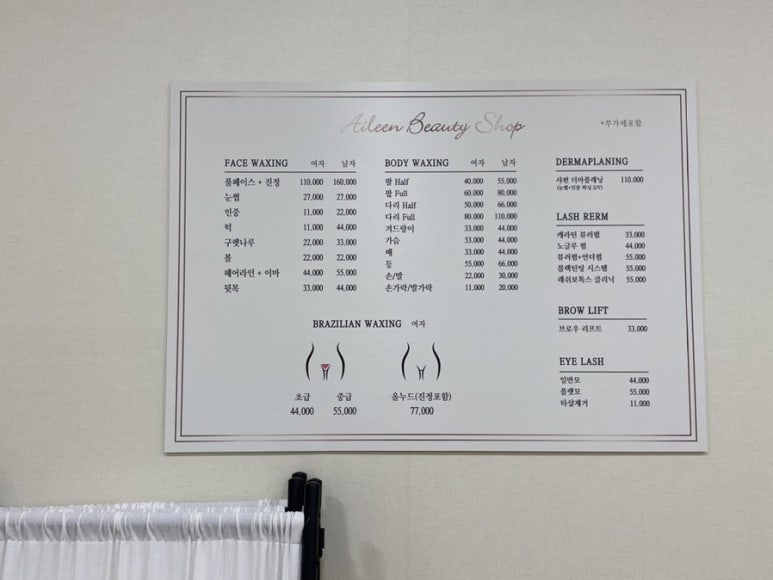 Aileen Beauty Shop
*부가세포함
FACE WAXING 여자 남자
풀페이스 + 진정 110,000 160,000
눈썹 27,000 27,000
인중 11,000 22,000
턱 11,000 44,000
구렛나루 22,000 33,000
볼 22,000 22,000
헤어라인 + 이마 44,000 55,000
뒷목 33,000 44,000
BODY WAXING 여자 남자
팔 Half 40,000 55,000
팔 Full 60,000 80,000
다리 Half 50,000 66,000
다리 Full 80,000 110,000
겨드랑이 33,000 44,000
가슴 33,000 44,000
배 33,000 44,000
등 55,000 66,000
손/발 22,000 30,000
손가락/발가락 11,000 20,000
BRAZILIAN WAXING 여자
초급 중급 올누드(진정포함)
44,000 55,000 77,000
DERMAPLANING
샤편 더마플래닝 110,000
LASH RERM
케라틴 뷰러펌 33,000
노글루 펌 44,000
뷰러펌+언더펌 55,000
블랙틴팅 시스템 55,000
래쉬보톡스 클리닉 55,000
BROW LIFT
브로우 리프트 33,000
EYE LASH
일반모 44,000
플랫모 55,000
타샵제거 11,000